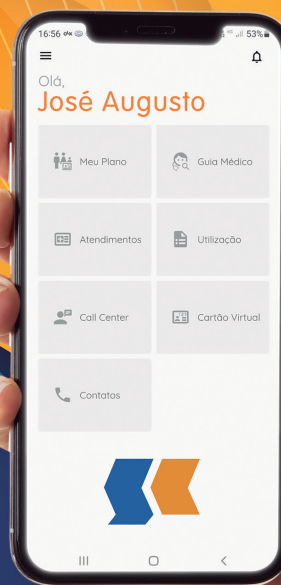 16:56
53%
Olá,
José Augusto
Meu Plano
Guia Médico
Atendimentos
Utilização
Call Center
Cartão Virtual
Contatos